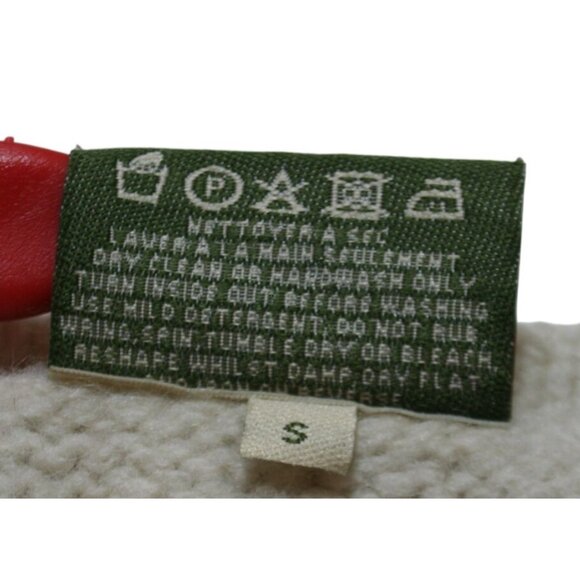 P
NETTOYER A SEC
LAVER A LA MAIN SEULEMENT
DRY CLEAN OR HANDWASH ONLY
TURN INSIDE OUT BEFORE WASHING
USE MILD DETERGENT. DO NOT RUB
WRING, TUMBLE DRY OR BLEACH
RESHAPE WHILST DAMP. DRY FLAT
S